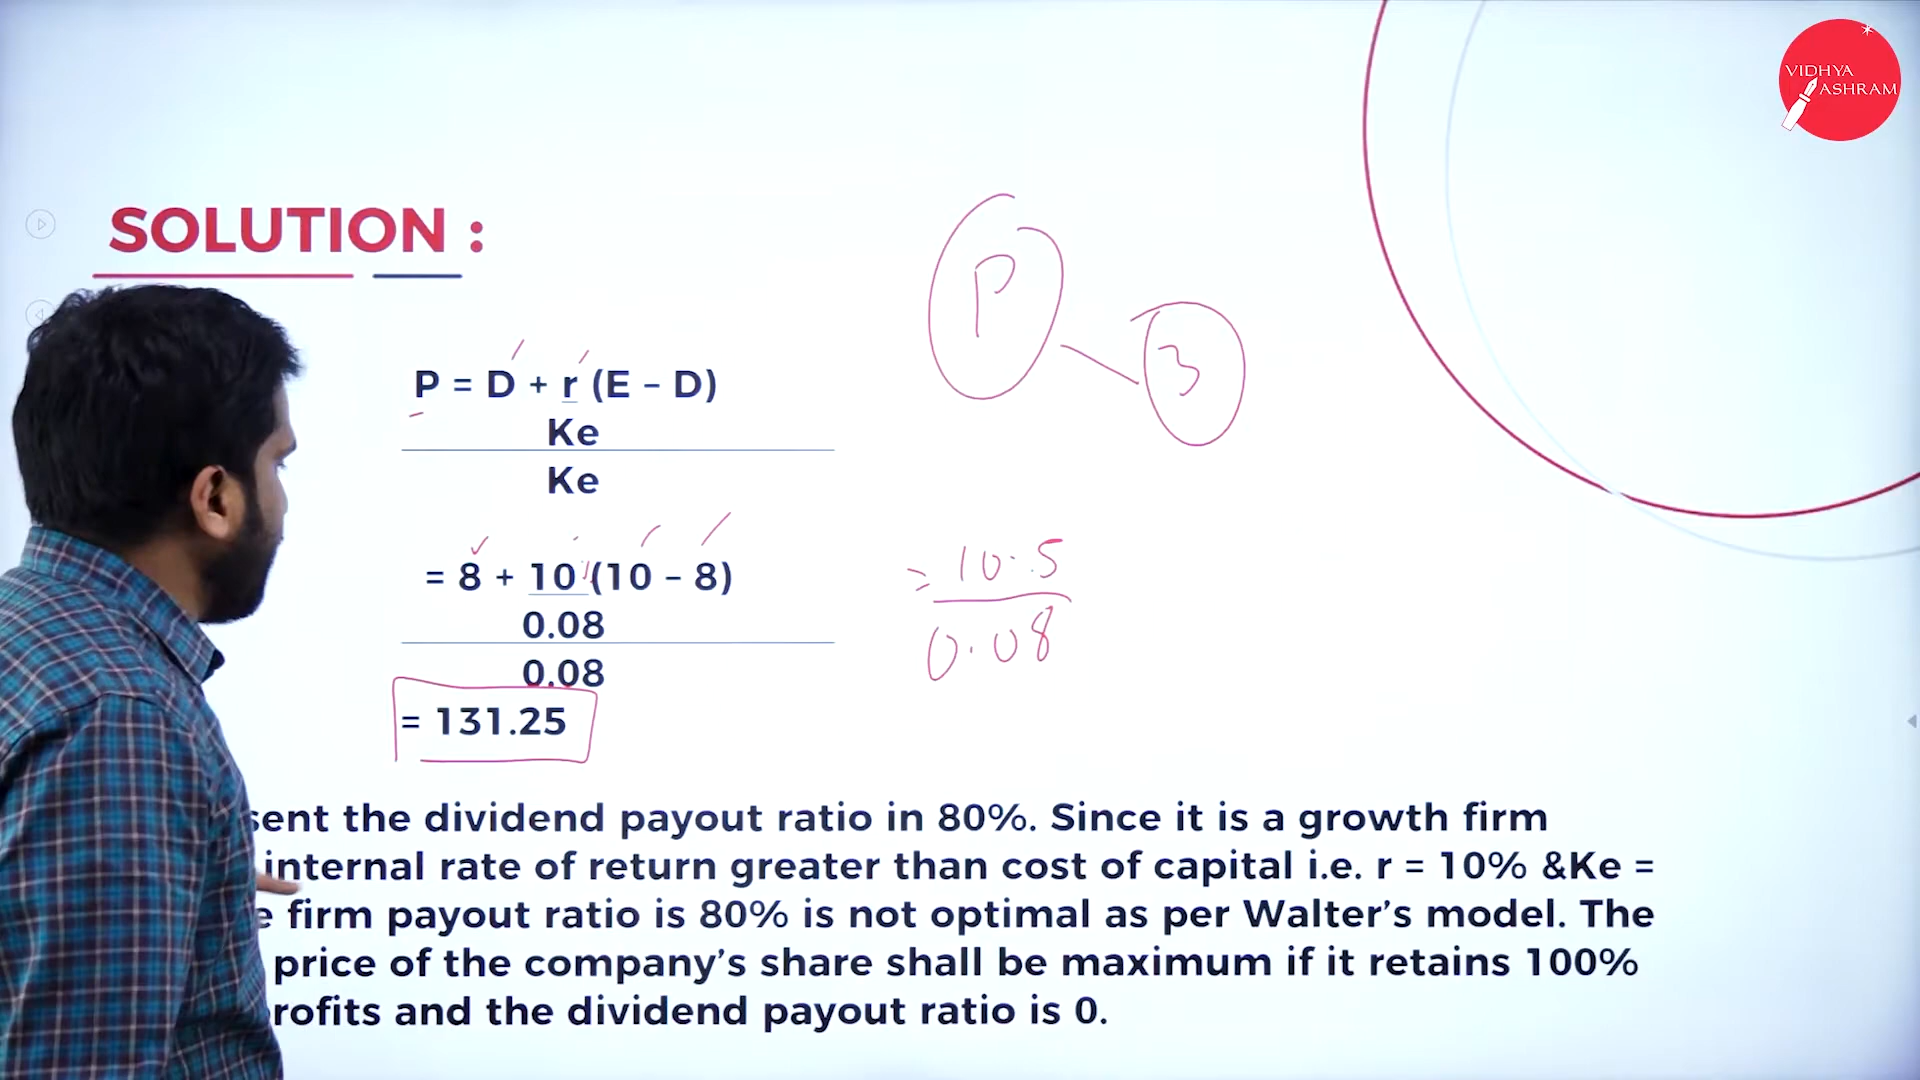 VIDHYA
ASHRAM
SOLUTION :
P
3
P = D + r (E – D)
Ke
Ke
= 8 + 10 (10 – 8)
0.08
0.08
= 131.25
= 10.5
0.08
the dividend payout ratio in 80%. Since it is a growth firm
internal rate of return greater than cost of capital i.e. r = 10% &Ke =
firm payout ratio is 80% is not optimal as per Walter’s model. The
price of the company’s share shall be maximum if it retains 100%
and the dividend payout ratio is 0.